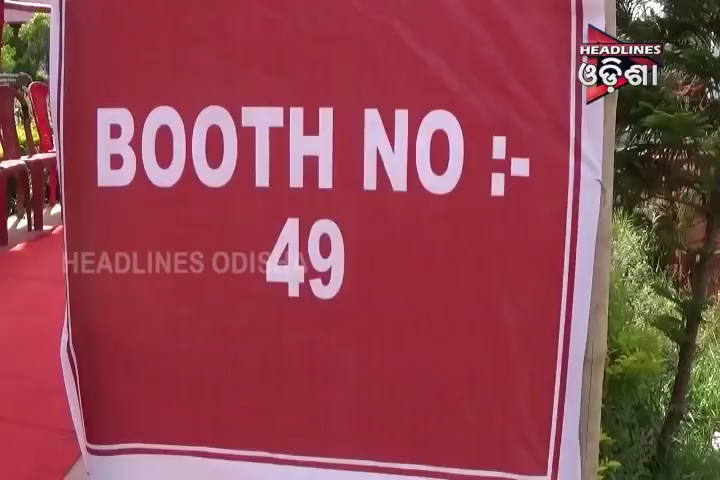 HEADLINES
ଓଡ଼ିଶା
BOOTH NO :-
49
HEADLINES ODISHA